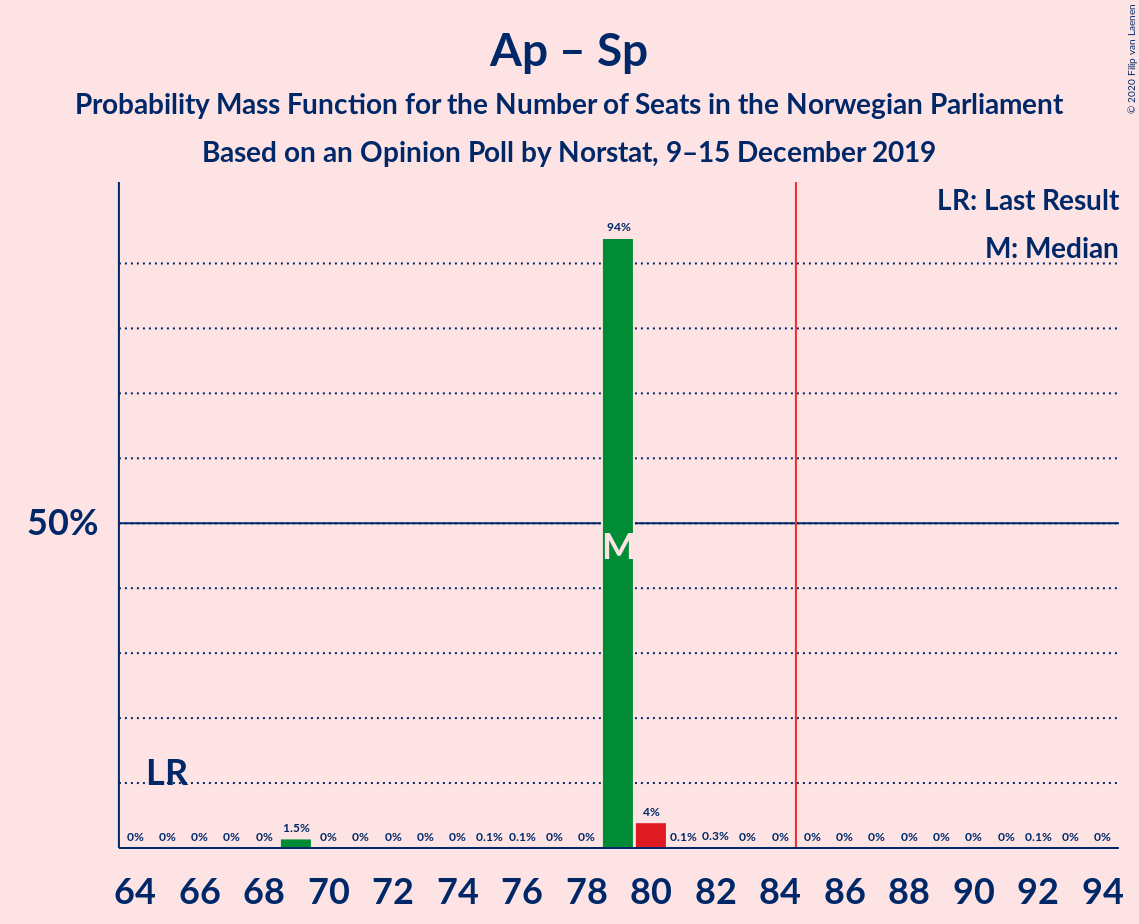 Ap – Sp
Probability Mass Function for the Number of Seats in the Norwegian Parliament
Based on an Opinion Poll by Norstat, 9–15 December 2019
© 2020 Filip van Laenen
LR: Last Result
M: Median
94%
50%
M
LR
4%
1.5%
0% 0% 0% 0% 0% 0% 0% 0% 0% 0% 0.1% 0.1% 0% 0% 0.1% 0.3% 0% 0% 0% 0% 0% 0% 0% 0% 0% 0.1% 0% 0%
64 66 68 70 72 74 76 78 80 82 84 86 88 90 92 94